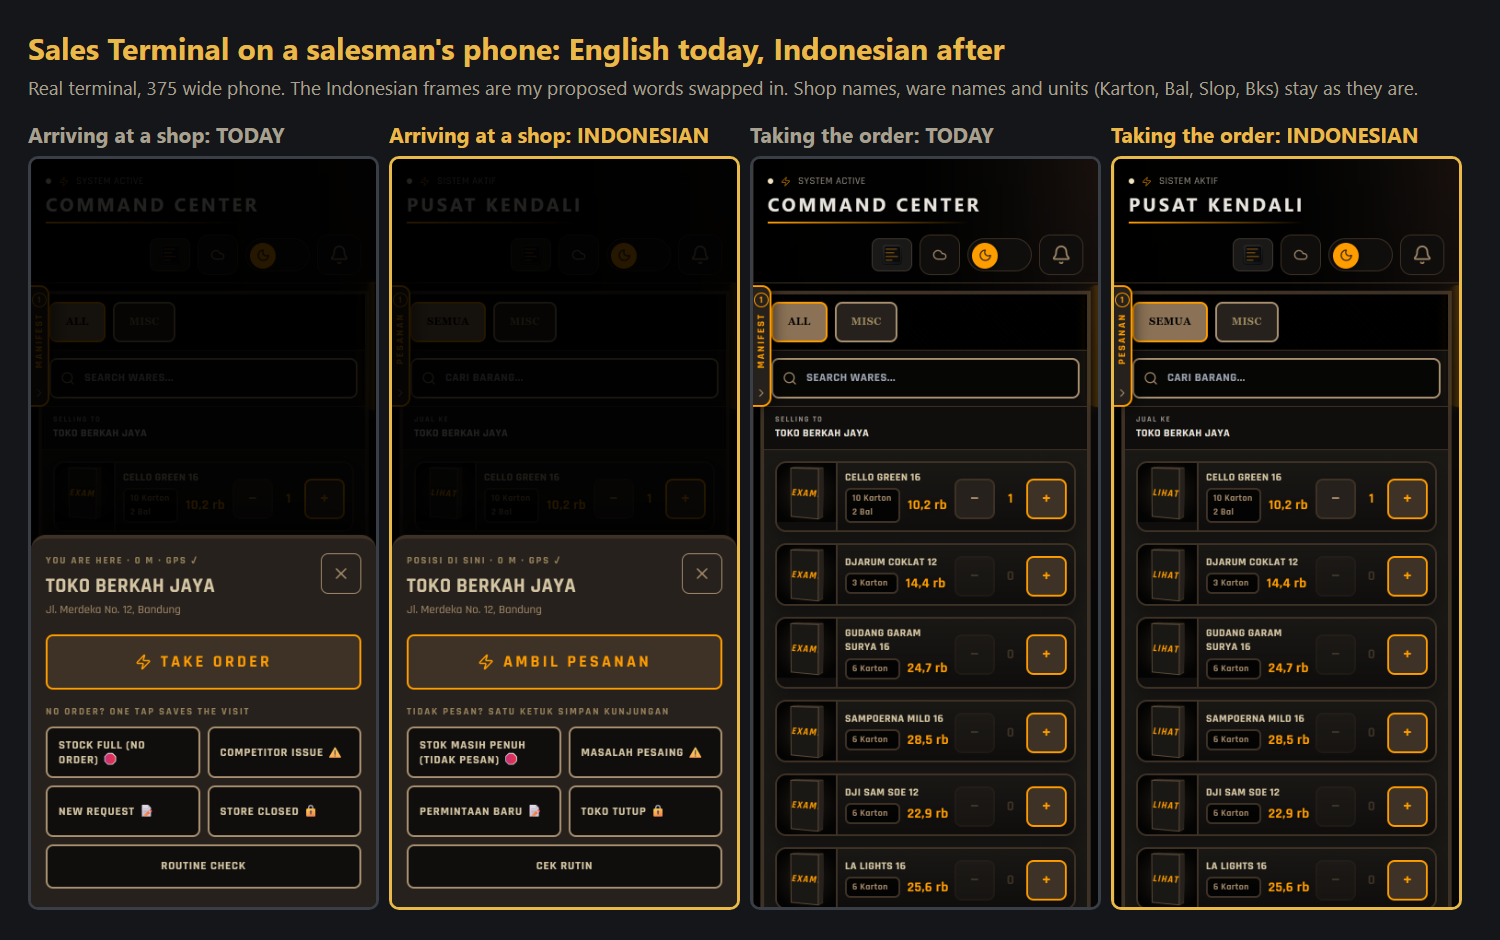 Sales Terminal on a salesman's phone: English today, Indonesian after
Real terminal, 375 wide phone. The Indonesian frames are my proposed words swapped in. Shop names, ware names and units (Karton, Bal, Slop, Bks) stay as they are.
Arriving at a shop: TODAY
SYSTEM ACTIVE
COMMAND CENTER
1
MANIFEST
ALL
MISC
SEARCH WARES...
SELLING TO
TOKO BERKAH JAYA
EXAM
CELLO GREEN 16
10 Karton
2 Bal
10,2 rb
−
1
+
YOU ARE HERE · 0 M · GPS ✓
TOKO BERKAH JAYA
Jl. Merdeka No. 12, Bandung
TAKE ORDER
NO ORDER? ONE TAP SAVES THE VISIT
STOCK FULL (NO
ORDER)
COMPETITOR ISSUE
NEW REQUEST
STORE CLOSED
ROUTINE CHECK
Arriving at a shop: INDONESIAN
SISTEM AKTIF
PUSAT KENDALI
1
PESANAN
SEMUA
MISC
CARI BARANG...
JUAL KE
TOKO BERKAH JAYA
LIHAT
CELLO GREEN 16
10 Karton
2 Bal
10,2 rb
−
1
+
POSISI DI SINI · 0 M · GPS ✓
TOKO BERKAH JAYA
Jl. Merdeka No. 12, Bandung
AMBIL PESANAN
TIDAK PESAN? SATU KETUK SIMPAN KUNJUNGAN
STOK MASIH PENUH
(TIDAK PESAN)
MASALAH PESAING
PERMINTAAN BARU
TOKO TUTUP
CEK RUTIN
Taking the order: TODAY
SYSTEM ACTIVE
COMMAND CENTER
1
MANIFEST
ALL
MISC
SEARCH WARES...
SELLING TO
TOKO BERKAH JAYA
EXAM
CELLO GREEN 16
10 Karton
2 Bal
10,2 rb
−
1
+
EXAM
DJARUM COKLAT 12
3 Karton
14,4 rb
−
0
+
EXAM
GUDANG GARAM
SURYA 16
6 Karton
24,7 rb
−
0
+
EXAM
SAMPOERNA MILD 16
6 Karton
28,5 rb
−
0
+
EXAM
DJI SAM SOE 12
6 Karton
22,9 rb
−
0
+
EXAM
LA LIGHTS 16
6 Karton
25,6 rb
−
0
+
Taking the order: INDONESIAN
SISTEM AKTIF
PUSAT KENDALI
1
PESANAN
SEMUA
MISC
CARI BARANG...
JUAL KE
TOKO BERKAH JAYA
LIHAT
CELLO GREEN 16
10 Karton
2 Bal
10,2 rb
−
1
+
LIHAT
DJARUM COKLAT 12
3 Karton
14,4 rb
−
0
+
LIHAT
GUDANG GARAM
SURYA 16
6 Karton
24,7 rb
−
0
+
LIHAT
SAMPOERNA MILD 16
6 Karton
28,5 rb
−
0
+
LIHAT
DJI SAM SOE 12
6 Karton
22,9 rb
−
0
+
LIHAT
LA LIGHTS 16
6 Karton
25,6 rb
−
0
+